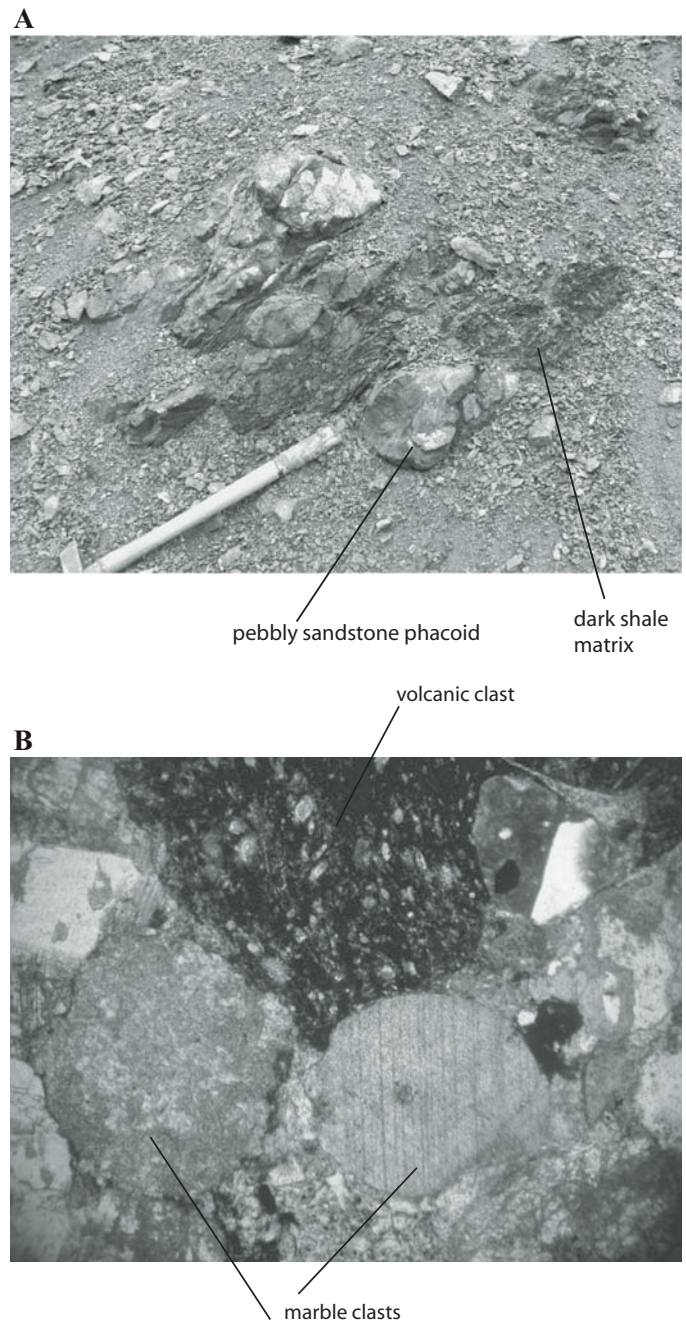 A
pebbly sandstone phacoid
dark shale
matrix
volcanic clast
B
marble clasts